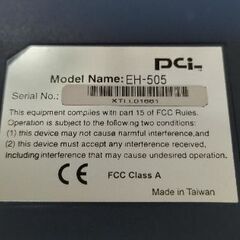 PCi™
Model Name: EH-505
Serial No.:
This equipment complies with part 15 of FCC Rules.
Operation is subject to the following two conditions:
(1) this device may not cause harmful interference,and
(2) this device must accept any interference received,
including interference that may cause undesired operation.
CE
FCC Class A
Made in Taiwan